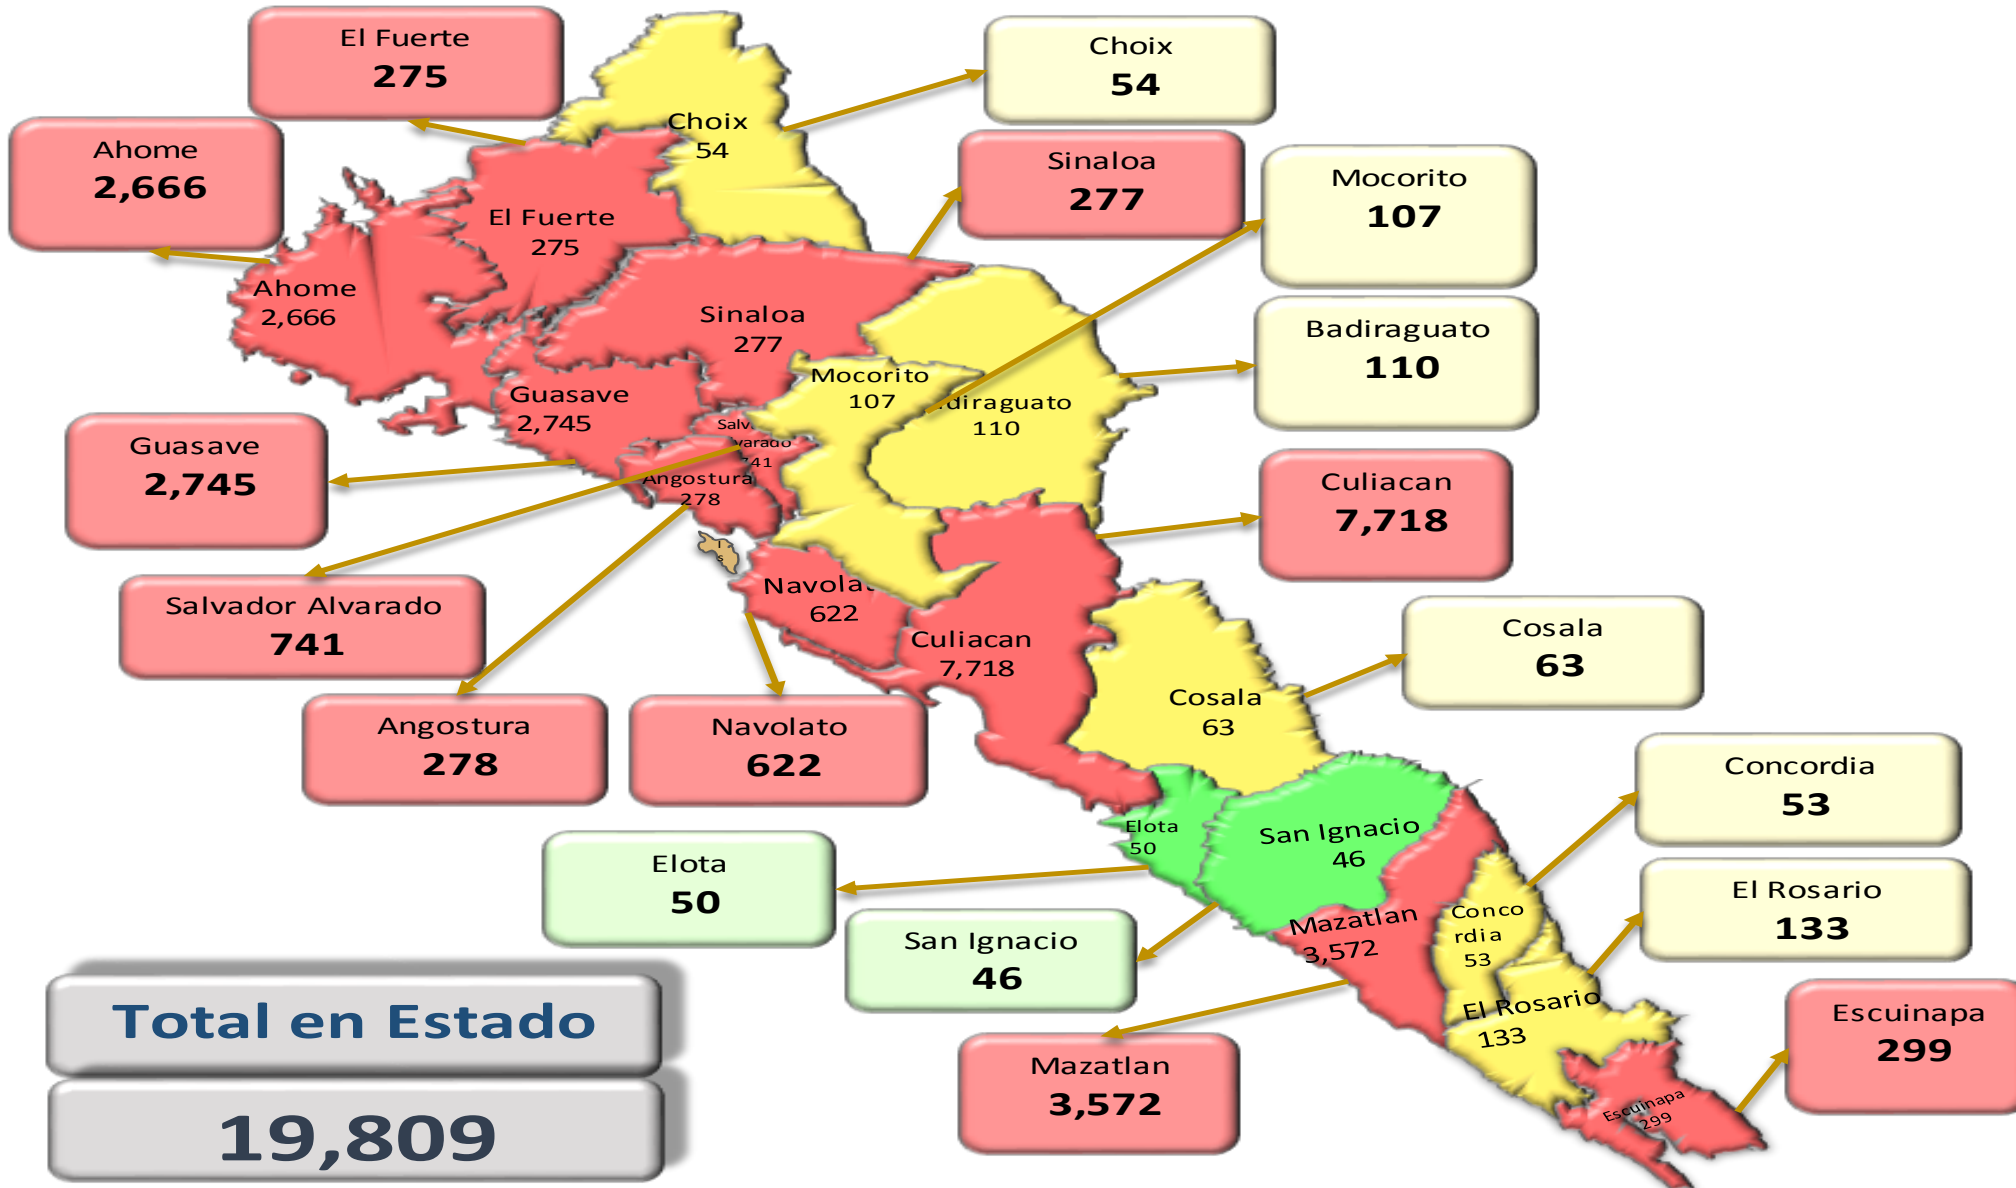 El Fuerte
275
Choix
54
Ahome
2,666
Sinaloa
277
Mocorito
107
Badiraguato
110
Guasave
2,745
Culiacan
7,718
Salvador Alvarado
741
Cosala
63
Angostura
278
Navolato
622
Concordia
53
Elota
50
El Rosario
133
San Ignacio
46
Mazatlan
3,572
Escuinapa
299
Choix
54
El Fuerte
275
Ahome
2,666
Sinaloa
277
Mocorito
107
diraguato
110
Guasave
2,745
Salv
varado
741
Angostura
278
Navolat
622
Culiacan
7,718
Cosala
63
Elota
50
San Ignacio
46
Mazatlan
3,572
Conco
rdia
53
El Rosario
133
Escuinapa
299
Total en Estado
19,809